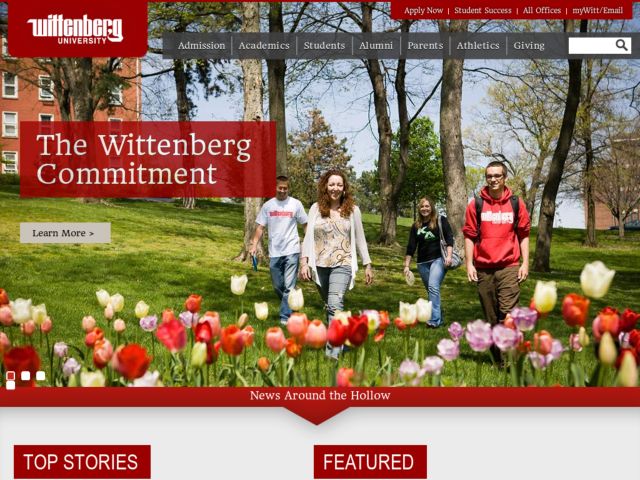 Wittenberg
UNIVERSITY
Apply Now | Student Success | All Offices | myWitt/Email
Admission | Academics | Students | Alumni | Parents | Athletics | Giving
The Wittenberg
Commitment
Learn More >
WITTENBERG
News Around the Hollow
TOP STORIES
FEATURED